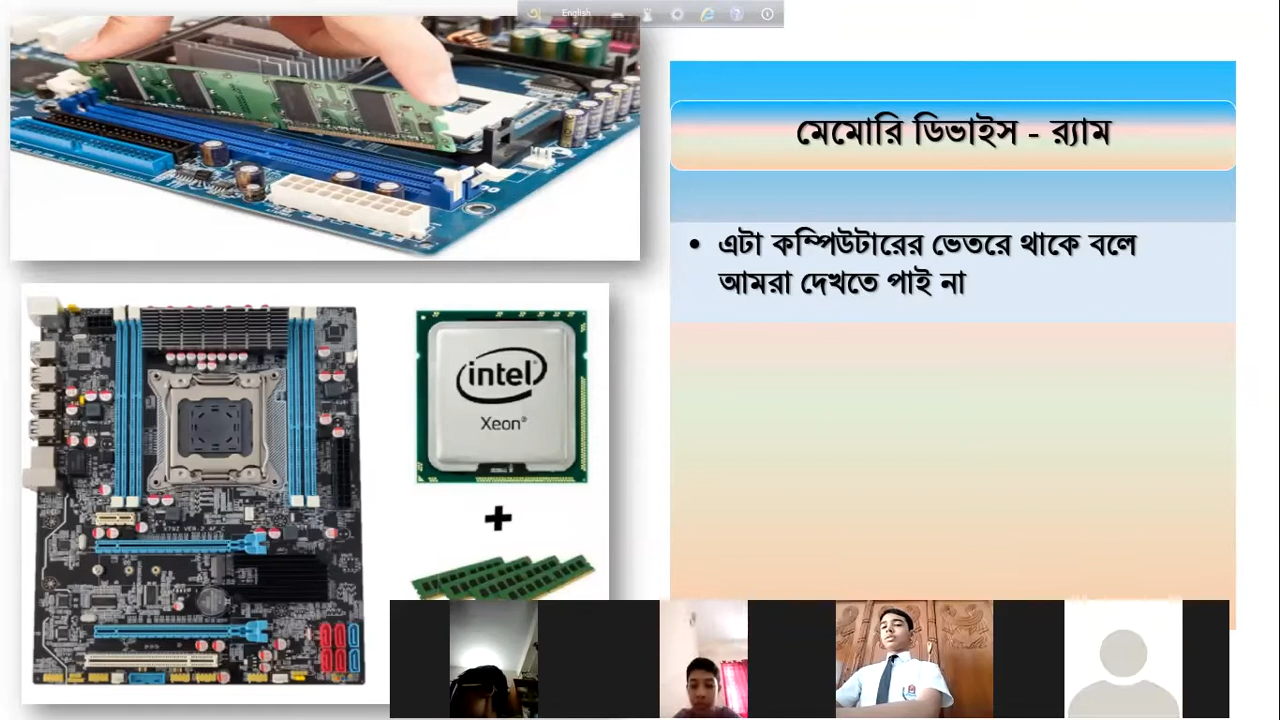 English
মেমোরি ডিভাইস - র‍্যাম
• এটা কম্পিউটারের ভেতরে থাকে বলে
আমরা দেখতে পাই না
intel
Xeon®
+